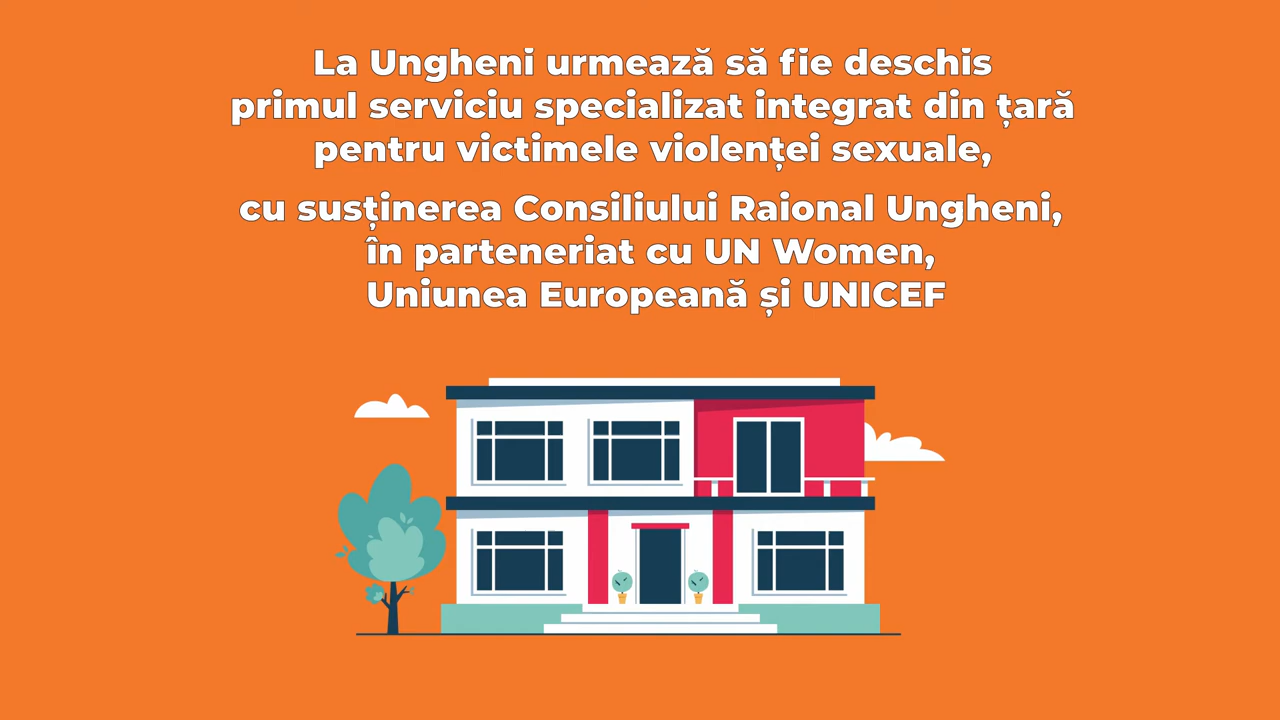 La Ungheni urmează să fie deschis
primul serviciu specializat integrat din țară
pentru victimele violenței sexuale,
cu susținerea Consiliului Raional Ungheni,
în parteneriat cu UN Women,
Uniunea Europeană și UNICEF